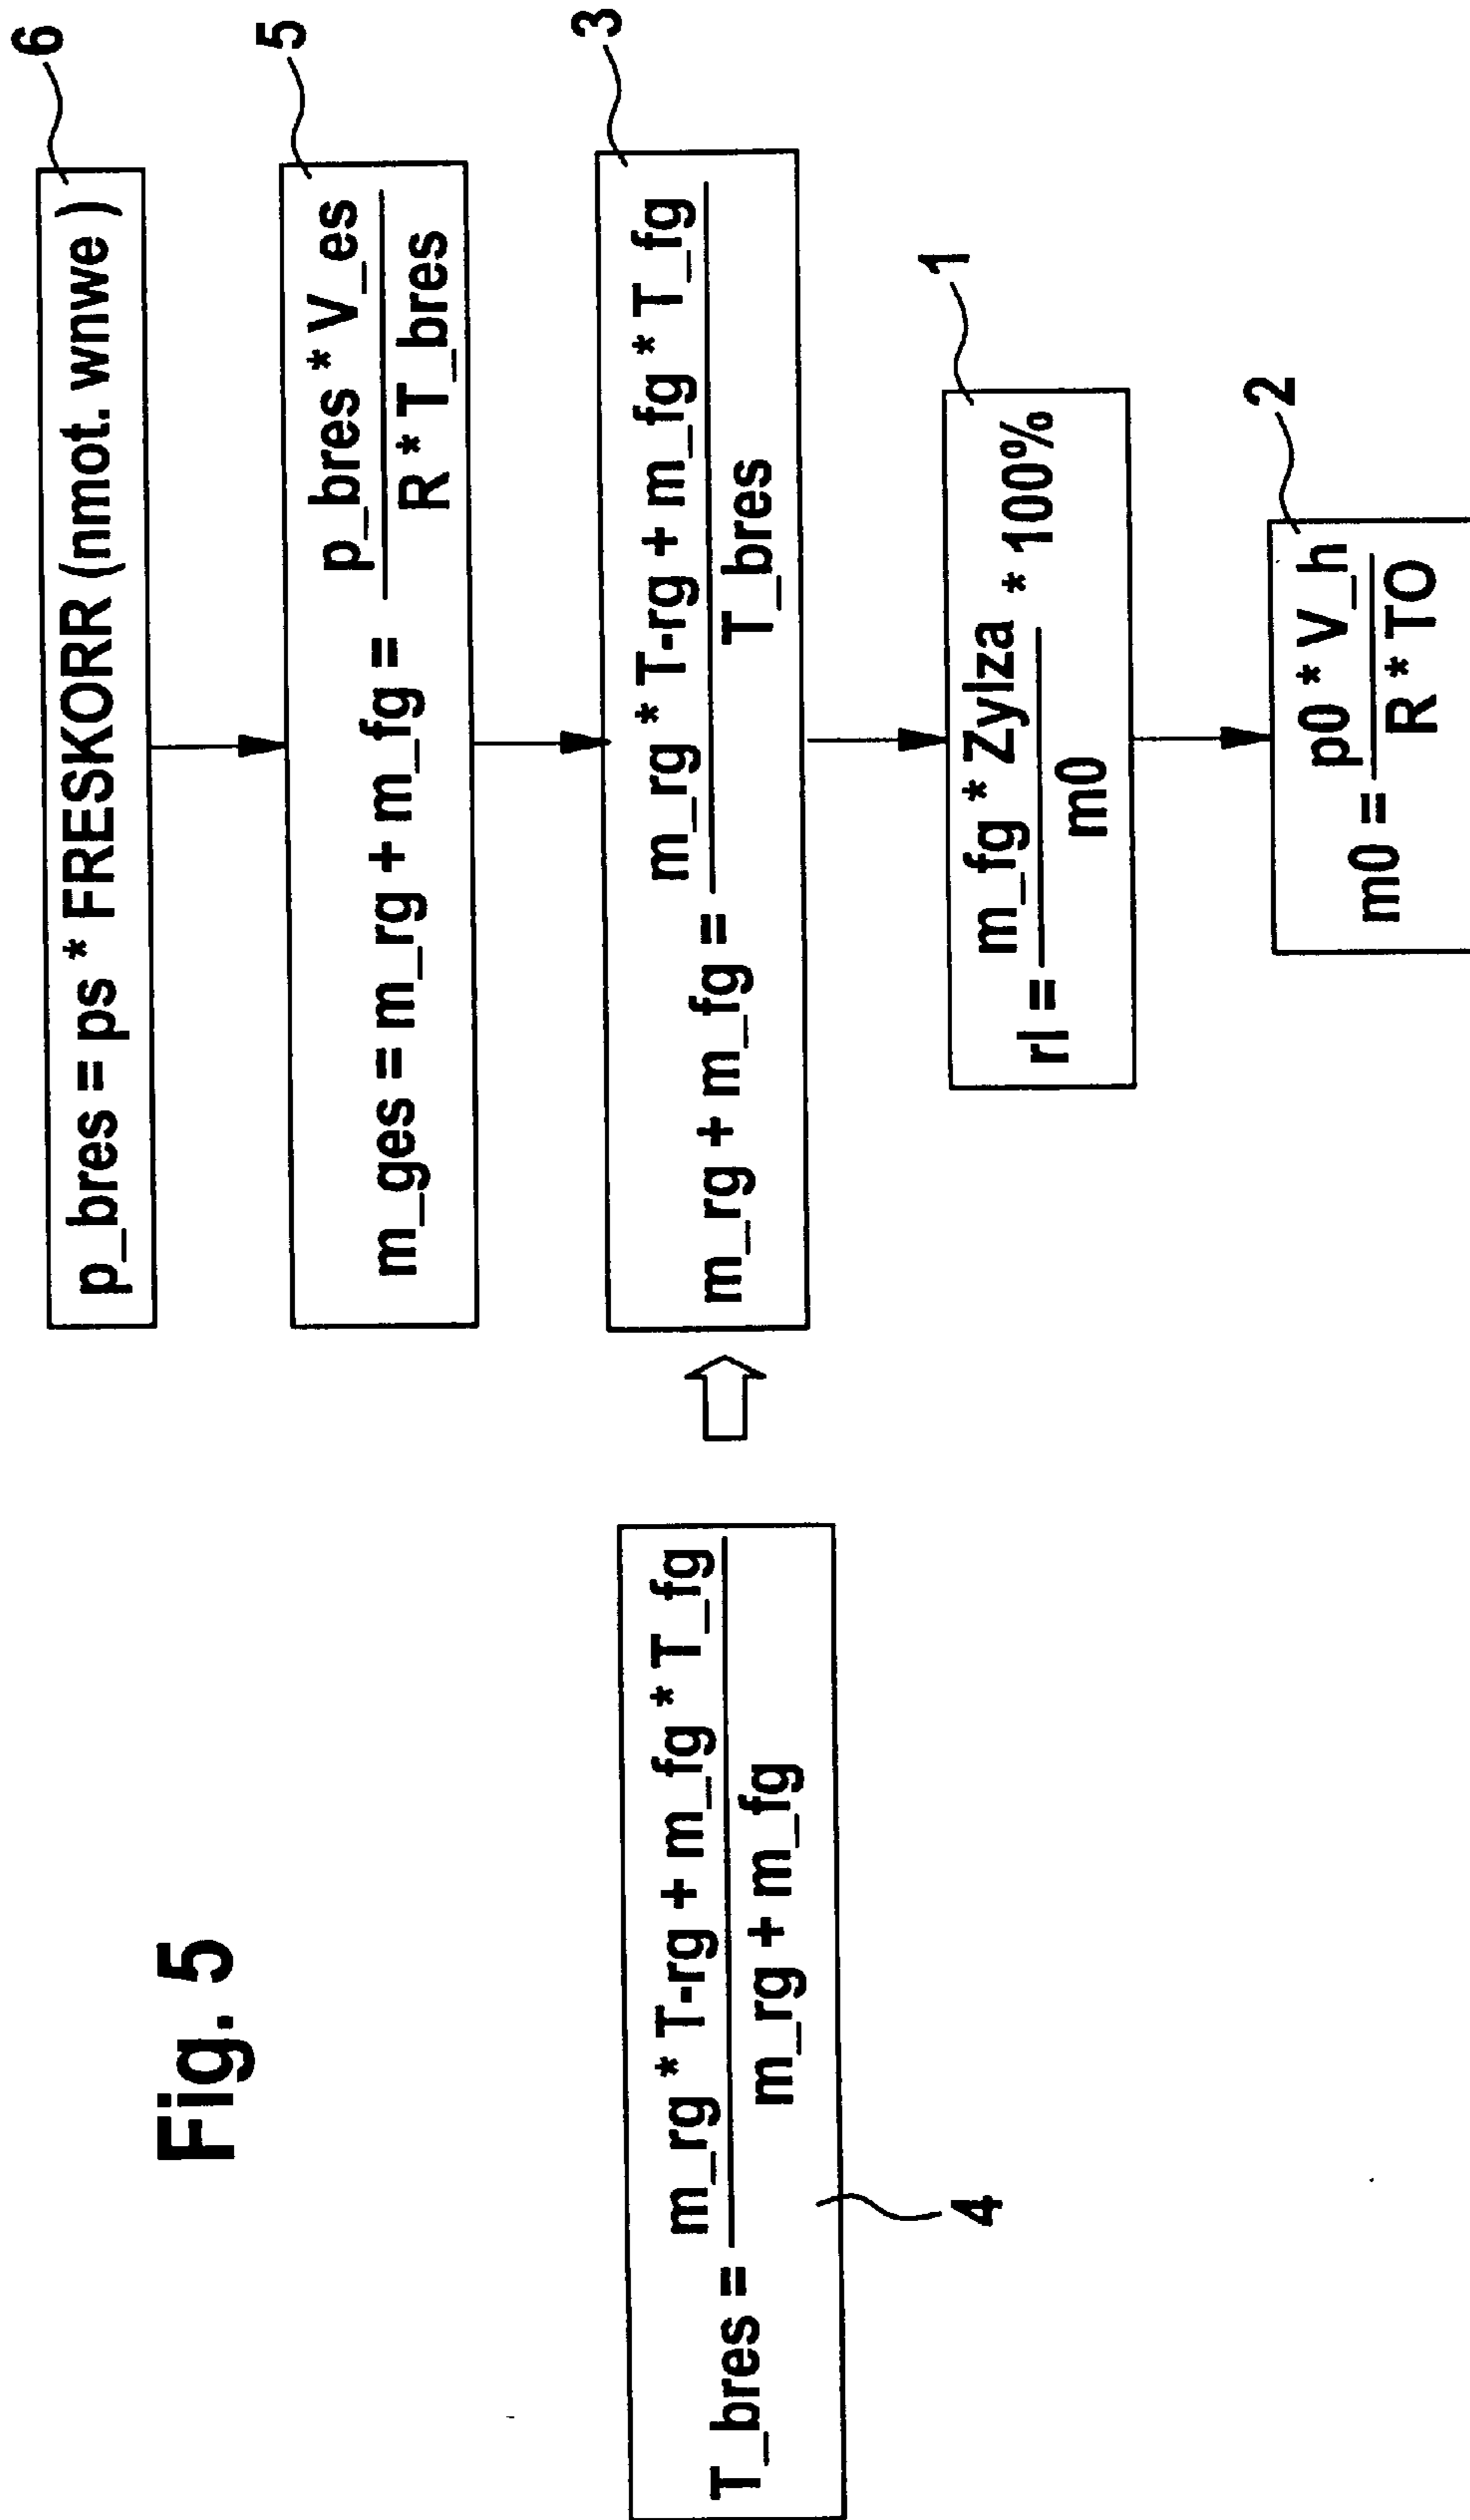 Fig. 5
6
p_bres = ps * FRESKORR (nmot. wnwe )
5
m_ges = m_rg + m_fg = p_bres * V_es
R * T_bres
3
m_rg + m_fg = m_rg * T-rg + m_fg * T_fg
T_bres
T_bres = m_rg * T-rg + m_fg * T_fg
m_rg + m_fg
4
1
rl = m_fg * Zylza * 100%
m0
2
m0 = p0 * V_h
R * TO